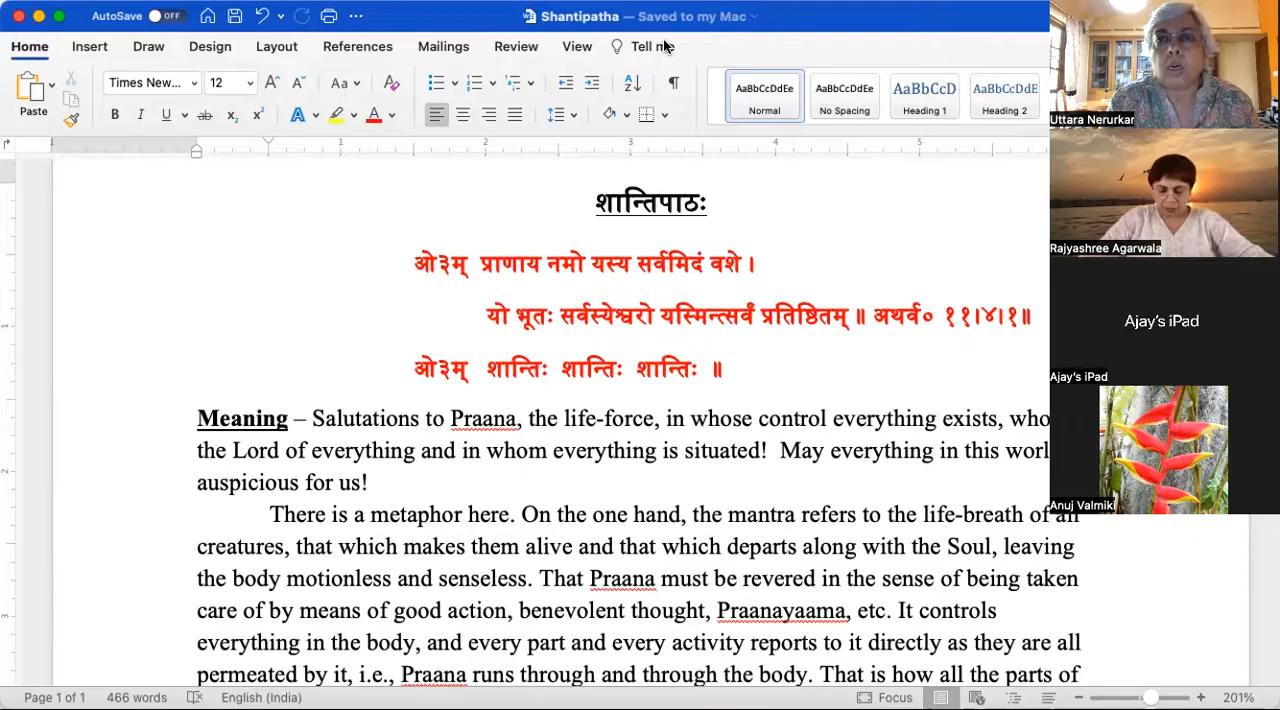 AutoSave OFF Shantipatha — Saved to my Mac
Home Insert Draw Design Layout References Mailings Review View Tell me
Paste Times New... 12 Aa AaBbCcDdEe AaBbCcDdEe AaBbCcD AaBbCcDdE
B I U ab x₂ x² A A Normal No Spacing Heading 1 Heading 2
1 1 2 3 4 5
शान्तिपाठः
ओ३म् प्राणाय नमो यस्य सर्वमिदं वशे ।
यो भूतः सर्वस्येश्वरो यस्मिन्त्सर्वं प्रतिष्ठितम् ॥ अथर्व० ११।४।१॥
ओ३म् शान्तिः शान्तिः शान्तिः ॥
Meaning – Salutations to Praana, the life-force, in whose control everything exists, who
the Lord of everything and in whom everything is situated! May everything in this worl
auspicious for us!
There is a metaphor here. On the one hand, the mantra refers to the life-breath of all
creatures, that which makes them alive and that which departs along with the Soul, leaving
the body motionless and senseless. That Praana must be revered in the sense of being taken
care of by means of good action, benevolent thought, Praanayaama, etc. It controls
everything in the body, and every part and every activity reports to it directly as they are all
permeated by it, i.e., Praana runs through and through the body. That is how all the parts of
Page 1 of 1 466 words English (India) Focus 201%
Uttara Nerurkar
Rajyashree Agarwala
Ajay's iPad
Ajay's iPad
Anuj Valmiki